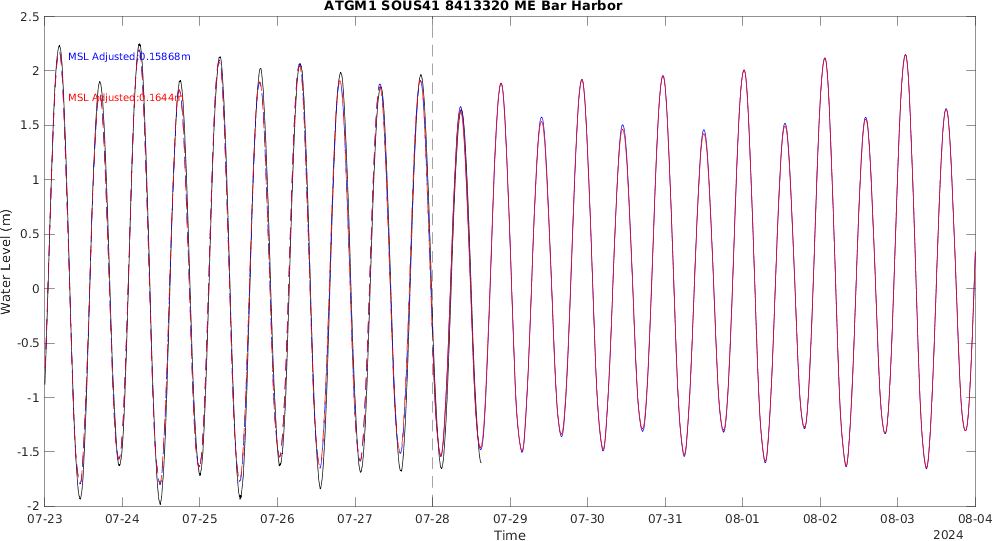 ATGM1 SOUS41 8413320 ME Bar Harbor
2.5
MSL Adjusted:0.15868m
2
MSL Adjusted:0.1644m
1.5
1
0.5
0
-0.5
-1
-1.5
-2
Water Level (m)
07-23 07-24 07-25 07-26 07-27 07-28 07-29 07-30 07-31 08-01 08-02 08-03 08-04
Time
2024